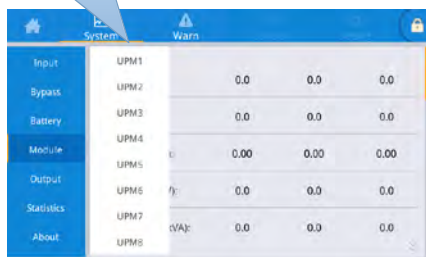 System Warn
Input
Bypass
Battery
Module
Output
Statistics
About
UPM1
UPM2
UPM3
UPM4
UPM5
UPM6
UPM7
UPM8
0.0 0.0 0.0
0.0 0.0 0.0
0.00 0.00 0.00
0.0 0.0 0.0
kVA): 0.0 0.0 0.0